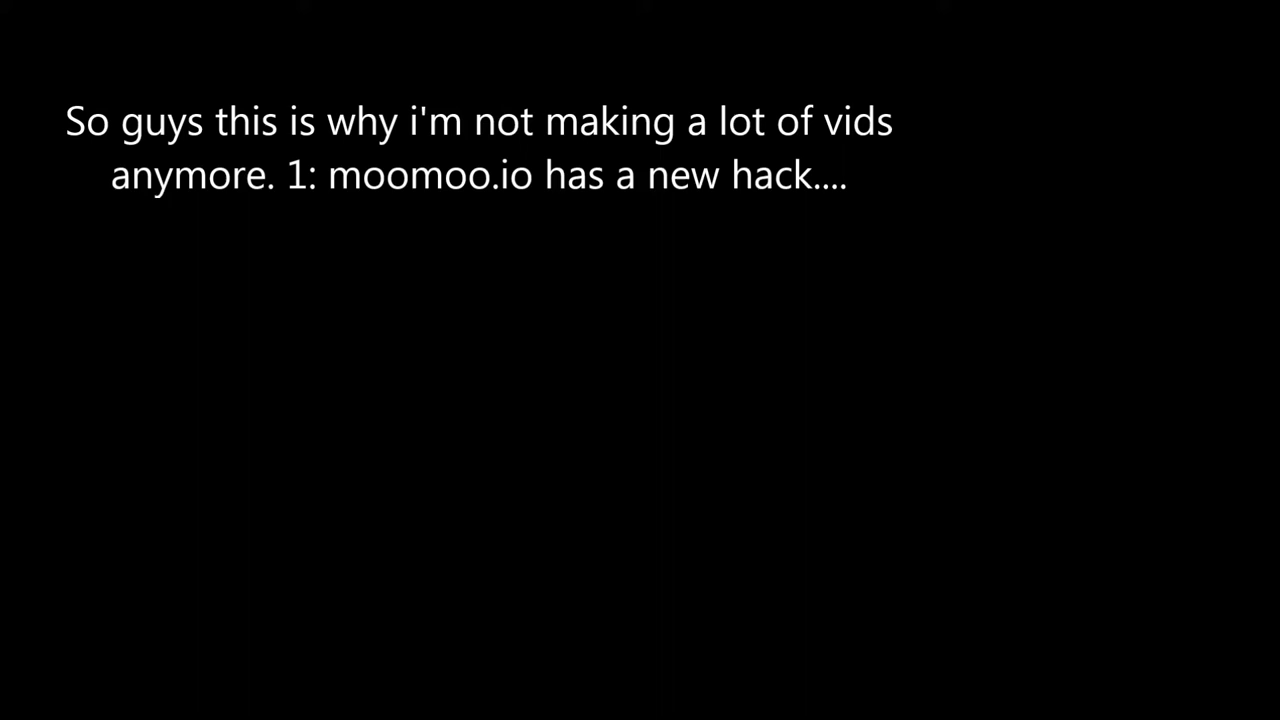 So guys this is why i'm not making a lot of vids
anymore. 1: moomoo.io has a new hack....